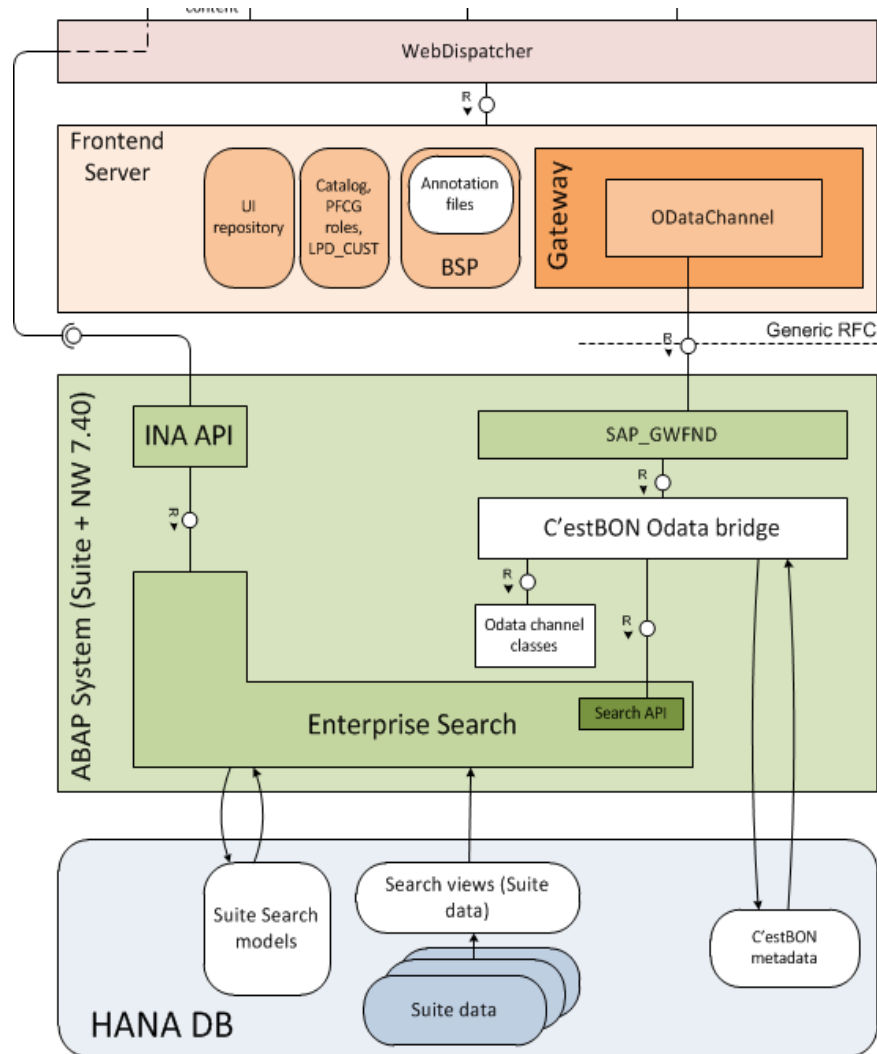 content
WebDispatcher
R
Frontend
Server
UI
repository
Catalog,
PFCG
roles,
LPD_CUST
Annotation
files
BSP
Gateway
ODataChannel
Generic RFC
R
ABAP System (Suite + NW 7.40)
INA API
R
SAP_GWFND
R
C'estBON Odata bridge
R
Odata channel
classes
R
Search API
Enterprise Search
Suite Search
models
Search views (Suite
data)
Suite data
C'estBON
metadata
HANA DB